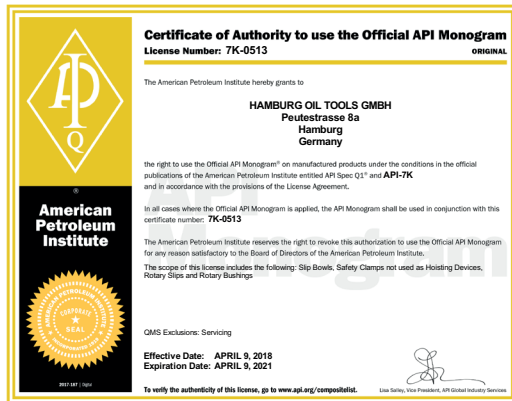 Certificate of Authority to use the Official API Monogram
License Number: 7K-0513
ORIGINAL
The American Petroleum Institute hereby grants to
HAMBURG OIL TOOLS GMBH
Peutestrasse 8a
Hamburg
Germany
the right to use the Official API Monogram® on manufactured products under the conditions in the official
publications of the American Petroleum Institute entitled API Spec Q1® and API-7K
and in accordance with the provisions of the License Agreement.
In all cases where the Official API Monogram is applied, the API Monogram shall be used in conjunction with this
certificate number: 7K-0513
The American Petroleum Institute reserves the right to revoke this authorization to use the Official API Monogram
for any reason satisfactory to the Board of Directors of the American Petroleum Institute.
The scope of this license includes the following: Slip Bowls, Safety Clamps not used as Hoisting Devices,
Rotary Slips and Rotary Bushings
QMS Exclusions: Servicing
Effective Date: APRIL 9, 2018
Expiration Date: APRIL 9, 2021
To verify the authenticity of this license, go to www.api.org/compositelist.
Lisa Salley, Vice President, API Global Industry Services
API
Monogram
API
Q
®
American
Petroleum
Institute
AMERICAN PETROLEUM INSTITUTE
CORPORATE
SEAL
INCORPORATED 1919
2017-187 | Digital